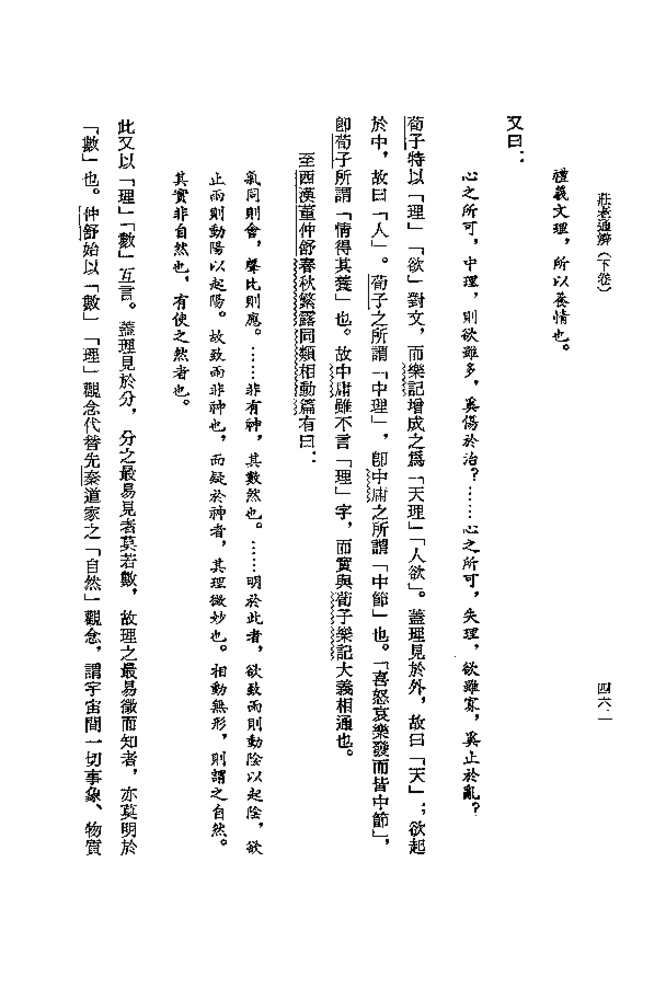 莊老通辨（下卷）
四六二
禮義文理，所以養情也。
又曰：
心之所可，中理，則欲雖多，奚傷於治？……心之所可，失理，欲雖寡，奚止於亂？
荀子特以「理」「欲」對文，而樂記增成之爲「天理」「人欲」。蓋理見於外，故曰「天」；欲起
於中，故曰「人」。荀子之所謂「中理」，卽中庸之所謂「中節」也。「喜怒哀樂發而皆中節」，
卽荀子所謂「情得其養」也。故中庸雖不言「理」字，而實與荀子樂記大義相通也。
至西漢董仲舒春秋繁露同類相動篇有曰：
氣同則會，聲比則應。……非有神，其數然也。……明於此者，欲致雨則動陰以起陰，欲
止雨則動陽以起陽。故致雨非神也，而疑於神者，其理微妙也。相動無形，則謂之自然。
其實非自然也，有使之然者也。
此又以「理」「數」互言。蓋理見於分，分之最易見者莫若數，故理之最易徵而知者，亦莫明於
「數」也。仲舒始以「數」「理」觀念代替先秦道家之「自然」觀念，謂宇宙間一切事象、物質